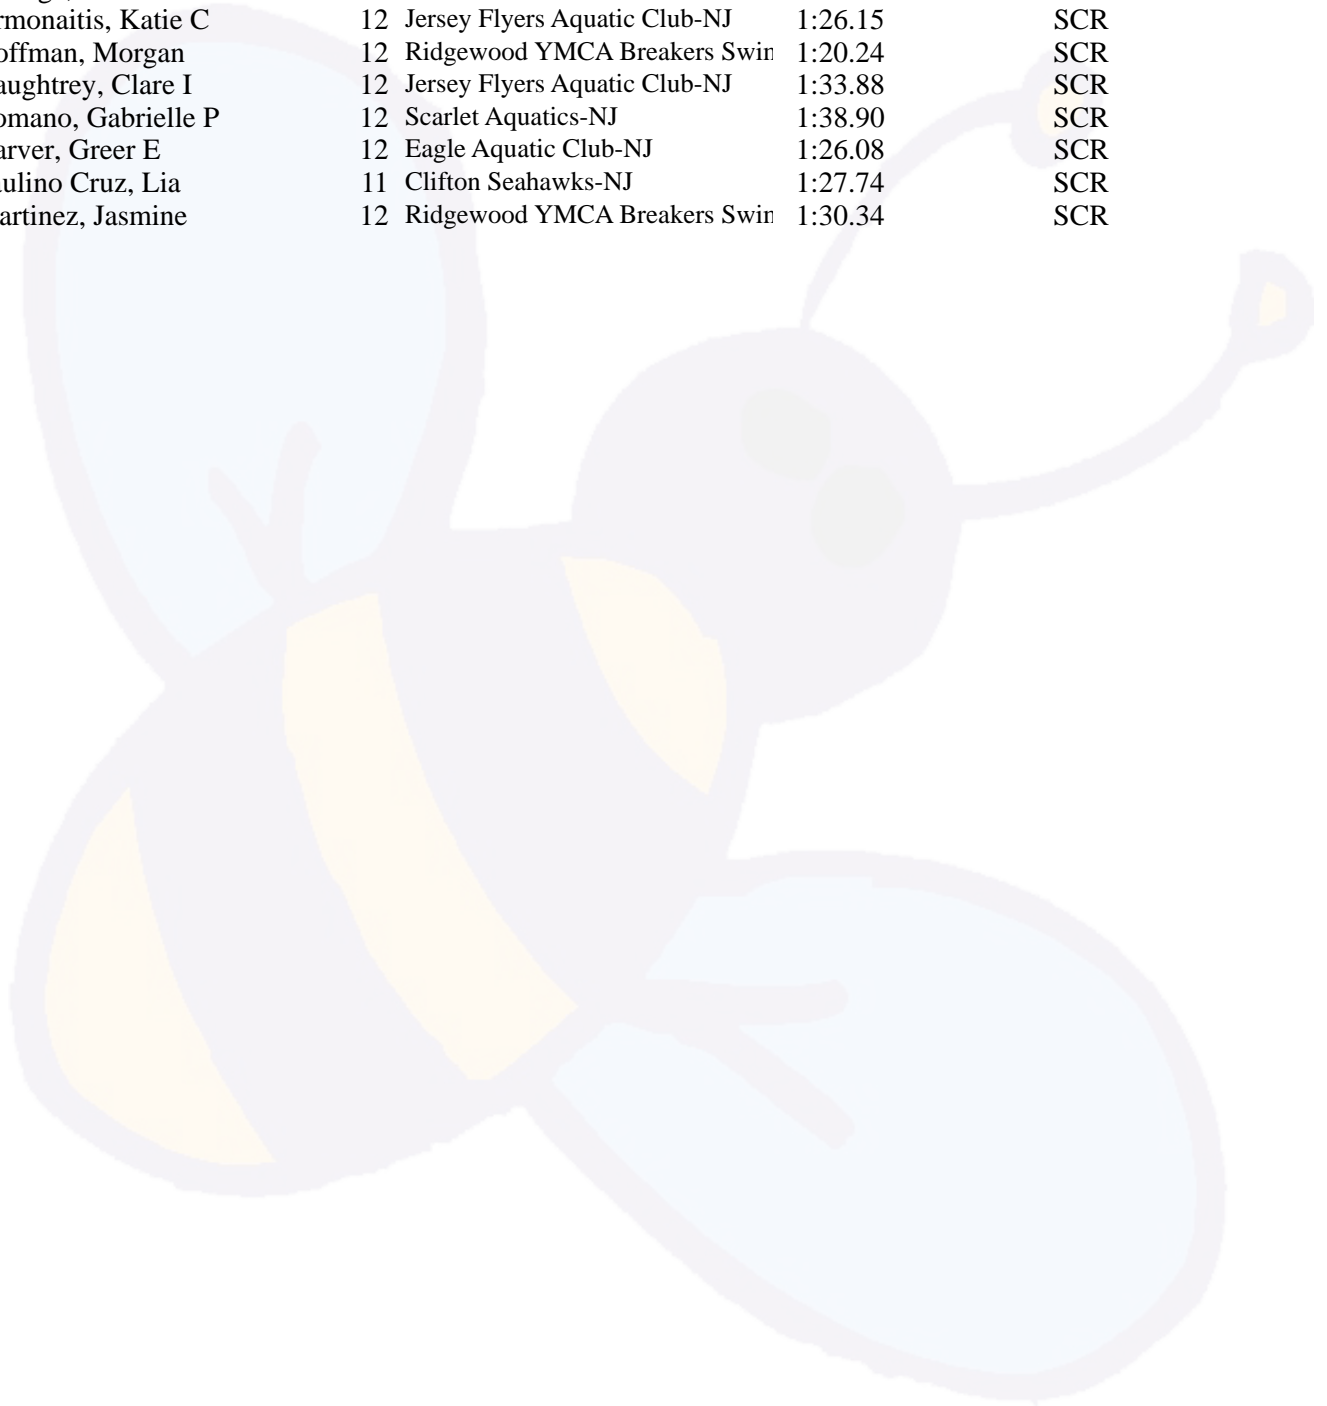 rmonaitis, Katie C 12 Jersey Flyers Aquatic Club-NJ 1:26.15 SCR
offman, Morgan 12 Ridgewood YMCA Breakers Swin 1:20.24 SCR
aughtrey, Clare I 12 Jersey Flyers Aquatic Club-NJ 1:33.88 SCR
omano, Gabrielle P 12 Scarlet Aquatics-NJ 1:38.90 SCR
arver, Greer E 12 Eagle Aquatic Club-NJ 1:26.08 SCR
ulino Cruz, Lia 11 Clifton Seahawks-NJ 1:27.74 SCR
artinez, Jasmine 12 Ridgewood YMCA Breakers Swin 1:30.34 SCR